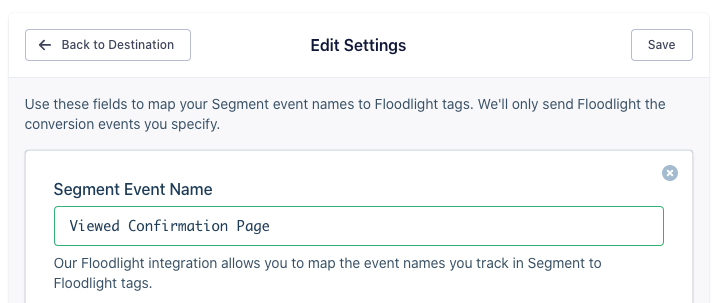 Back to Destination
Edit Settings
Save
Use these fields to map your Segment event names to Floodlight tags. We'll only send Floodlight the
conversion events you specify.
Segment Event Name
Viewed Confirmation Page
Our Floodlight integration allows you to map the event names you track in Segment to
Floodlight tags.